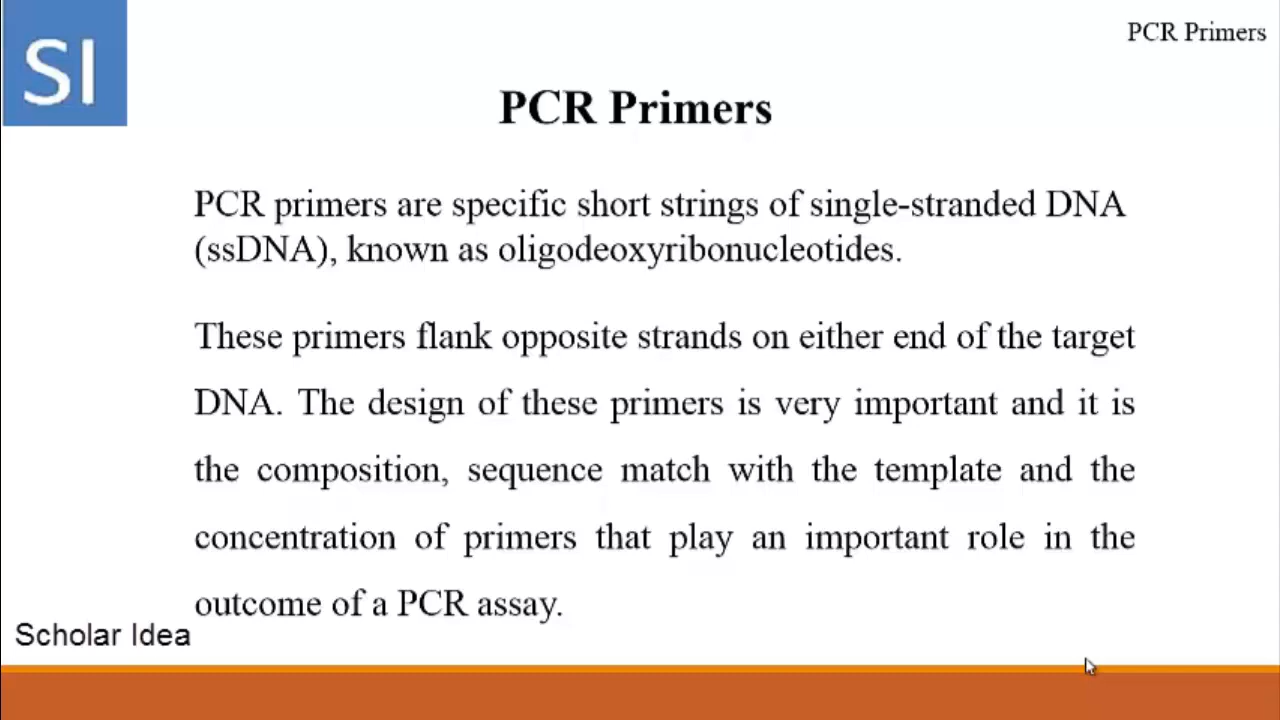 SI
PCR Primers
PCR Primers
PCR primers are specific short strings of single-stranded DNA
(ssDNA), known as oligodeoxyribonucleotides.
These primers flank opposite strands on either end of the target
DNA. The design of these primers is very important and it is
the composition, sequence match with the template and the
concentration of primers that play an important role in the
outcome of a PCR assay.
Scholar Idea